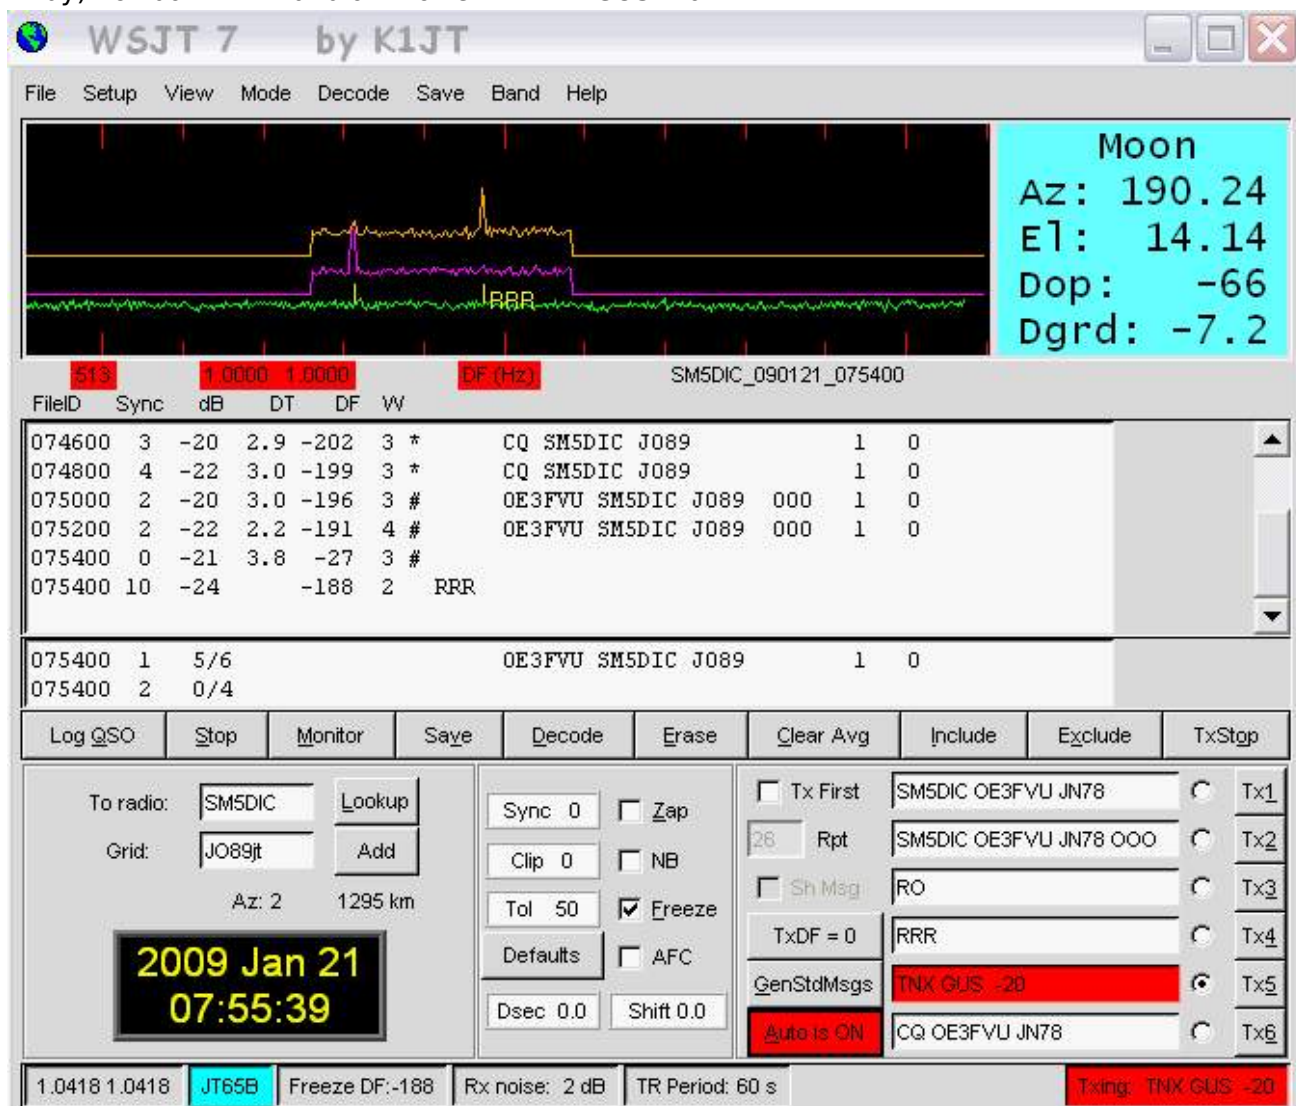 WSJT 7 by K1JT
File Setup View Mode Decode Save Band Help
Moon
Az: 190.24
El: 14.14
Dop: -66
Dgrd: -7.2
RRR
513 1.0000 1.0000 DF (Hz) SM5DIC_090121_075400
FileID Sync dB DT DF W
074600 3 -20 2.9 -202 3 * CQ SM5DIC JO89 1 0
074800 4 -22 3.0 -199 3 * CQ SM5DIC JO89 1 0
075000 2 -20 3.0 -196 3 # OE3FVU SM5DIC JO89 OOO 1 0
075200 2 -22 2.2 -191 4 # OE3FVU SM5DIC JO89 OOO 1 0
075400 0 -21 3.8 -27 3 #
075400 10 -24 -188 2 RRR
075400 1 5/6 OE3FVU SM5DIC JO89 1 0
075400 2 0/4
Log QSO Stop Monitor Save Decode Erase Clear Avg Include Exclude TxStop
To radio: SM5DIC Lookup
Grid: JO89jt Add
Az: 2 1295 km
2009 Jan 21
07:55:39
Sync 0 Zap
Clip 0 NB
Tol 50 Freeze
Defaults AFC
Dsec 0.0 Shift 0.0
Tx First SM5DIC OE3FVU JN78 Tx1
26 Rpt SM5DIC OE3FVU JN78 OOO Tx2
Sh Msg RO Tx3
TxDF = 0 RRR Tx4
GenStdMsgs TNX GUS -20 Tx5
Auto is ON CQ OE3FVU JN78 Tx6
1.0418 1.0418 JT65B Freeze DF:-188 Rx noise: 2 dB TR Period: 60 s Txing: TNX GUS -20